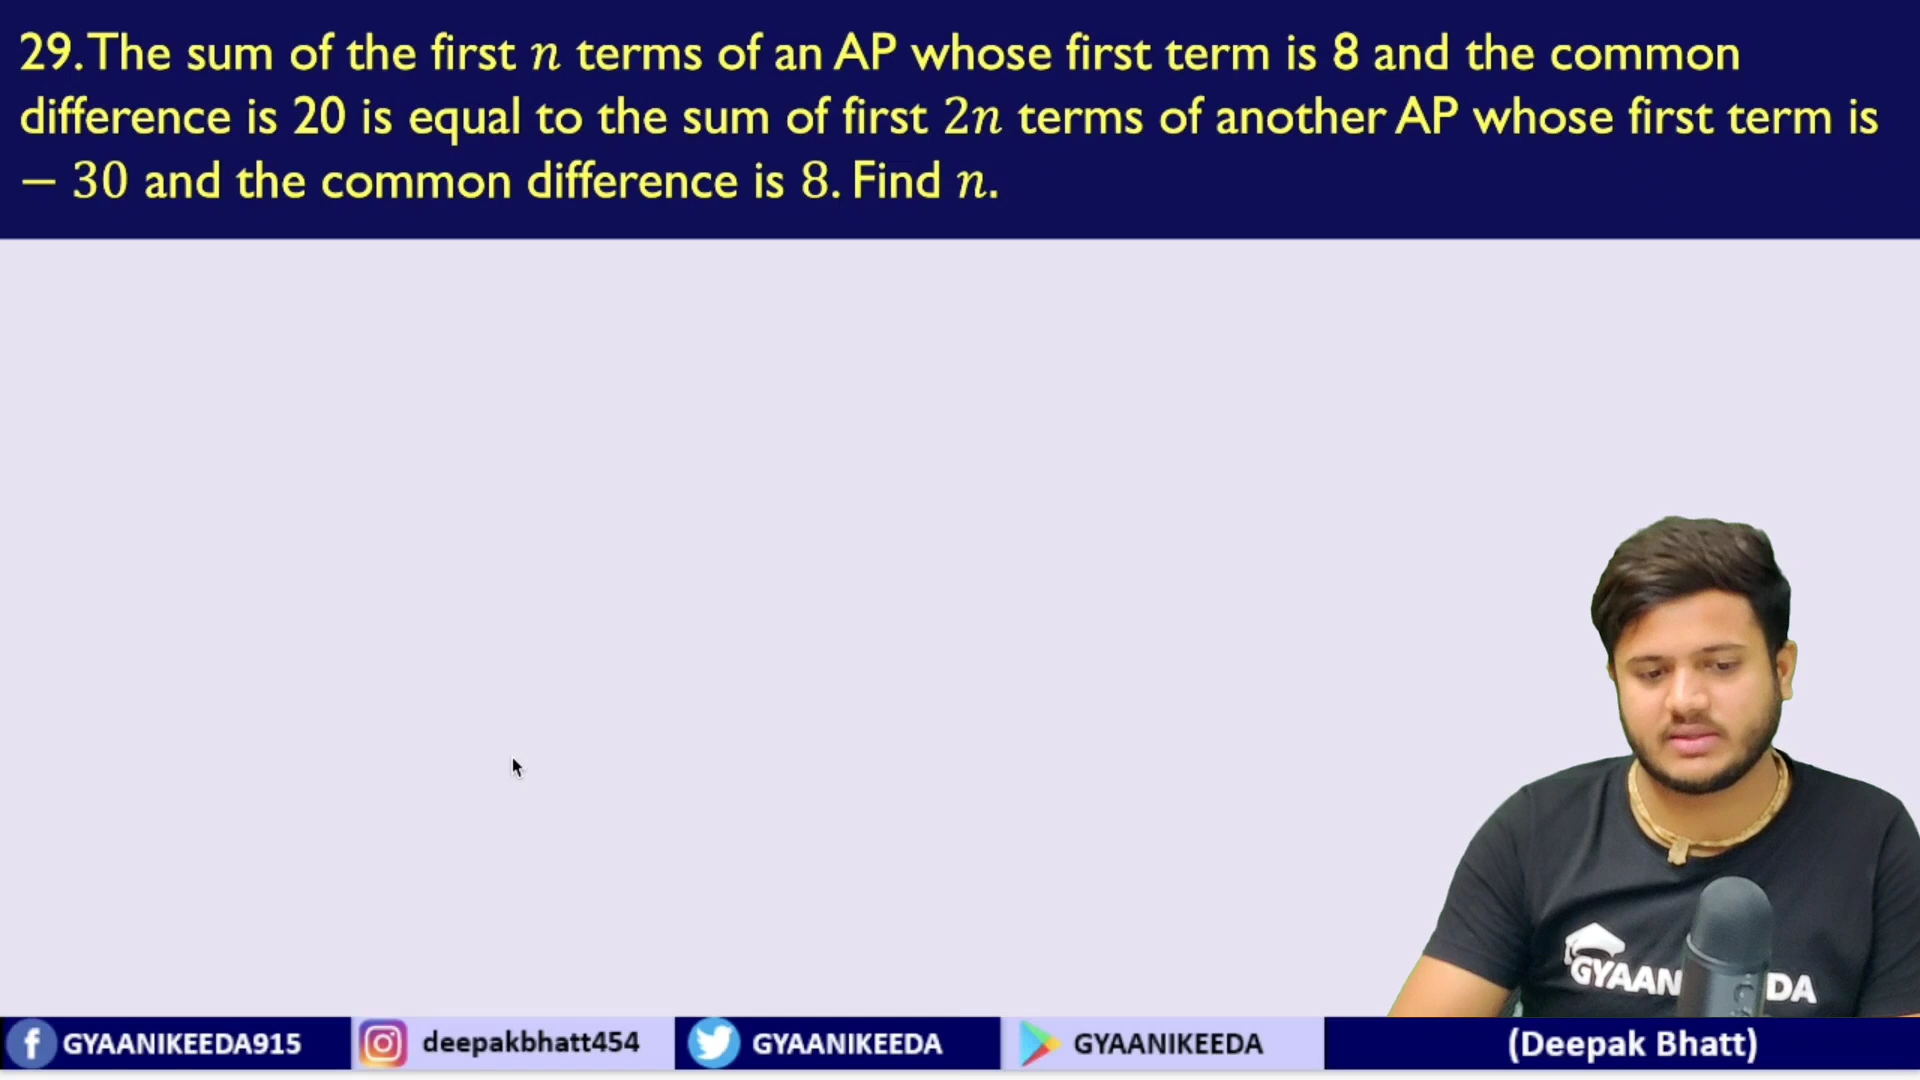 29. The sum of the first n terms of an AP whose first term is 8 and the common
difference is 20 is equal to the sum of first 2n terms of another AP whose first term is
− 30 and the common difference is 8. Find n.
GYAAN DA
GYAANIKEEDA915 deepakbhatt454 GYAANIKEEDA GYAANIKEEDA (Deepak Bhatt)